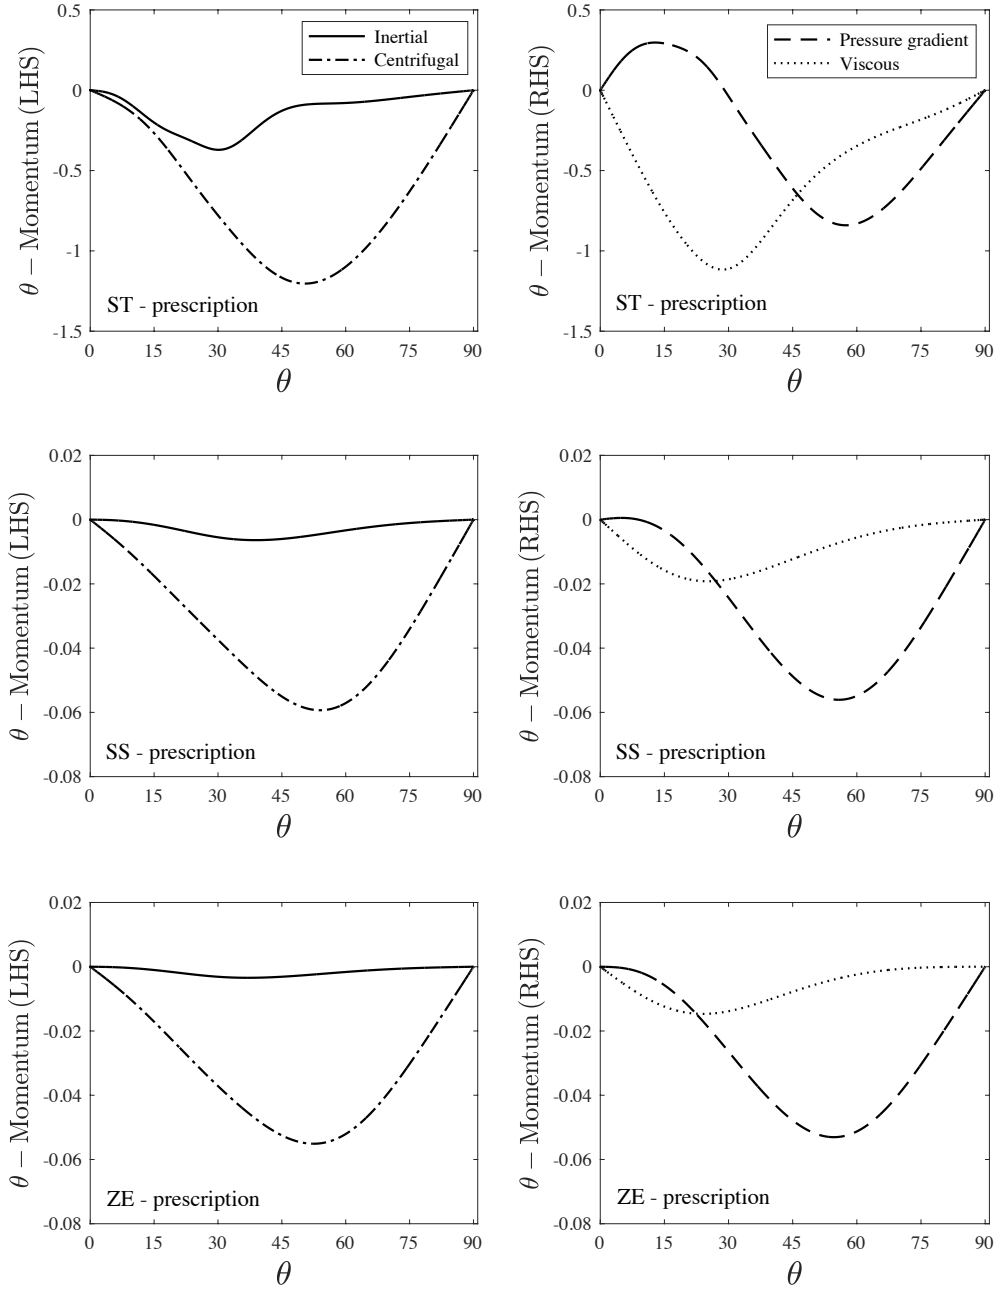 0.5
0
-0.5
-1
-1.5
θ − Momentum (LHS)
Inertial
Centrifugal
ST - prescription
0 15 30 45 60 75 90
θ
0.5
0
-0.5
-1
-1.5
θ − Momentum (RHS)
Pressure gradient
Viscous
ST - prescription
0 15 30 45 60 75 90
θ
0.02
0
-0.02
-0.04
-0.06
-0.08
θ − Momentum (LHS)
SS - prescription
0 15 30 45 60 75 90
θ
0.02
0
-0.02
-0.04
-0.06
-0.08
θ − Momentum (RHS)
SS - prescription
0 15 30 45 60 75 90
θ
0.02
0
-0.02
-0.04
-0.06
-0.08
θ − Momentum (LHS)
ZE - prescription
0 15 30 45 60 75 90
θ
0.02
0
-0.02
-0.04
-0.06
-0.08
θ − Momentum (RHS)
ZE - prescription
0 15 30 45 60 75 90
θ